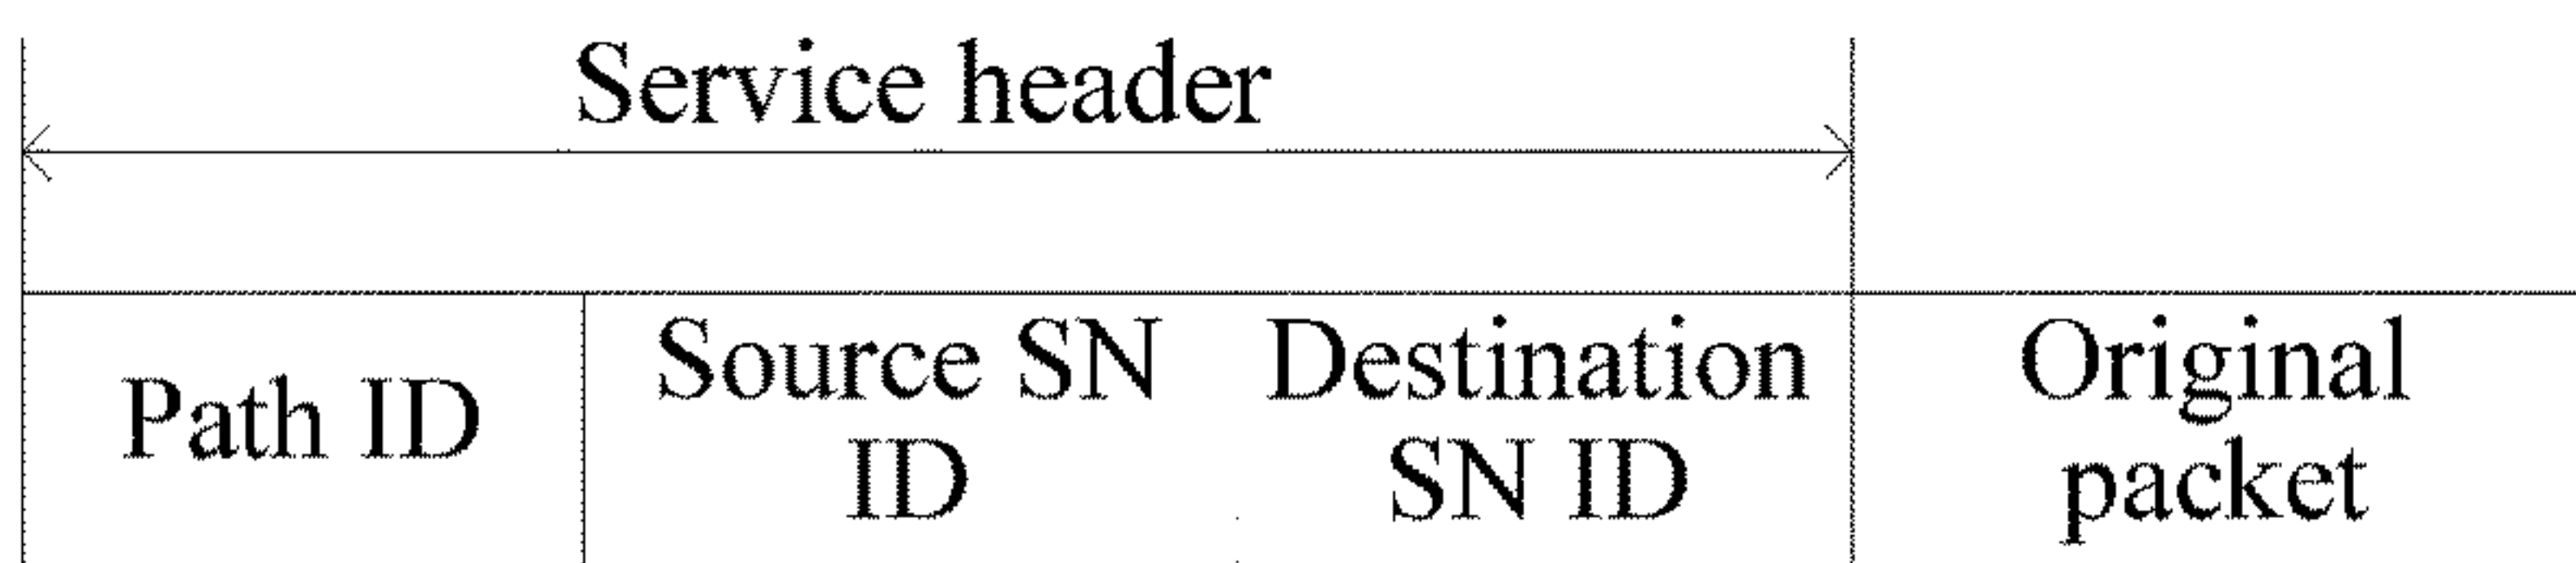 Service header
Path ID
Source SN
ID
Destination
SN ID
Original
packet